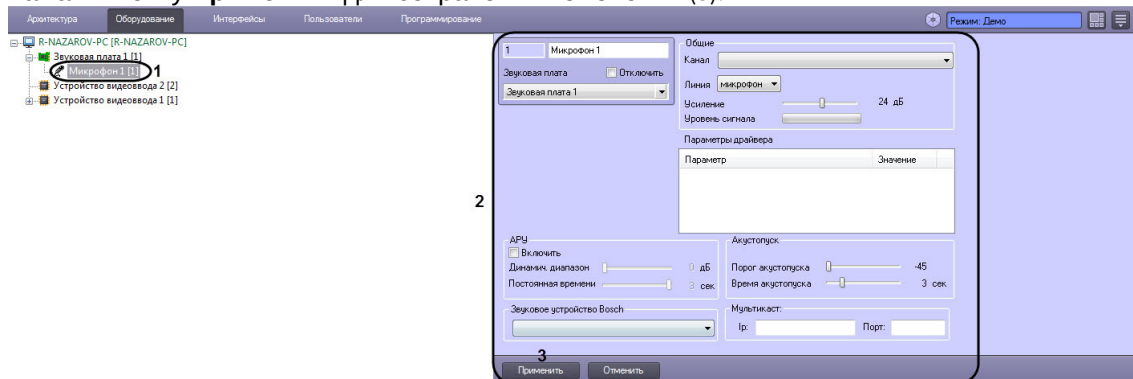 Архитектура Оборудование Интерфейсы Пользователи Программирование Режим: Демо
R-NAZAROV-PC [R-NAZAROV-PC]
Звуковая плата 1 [1]
Микрофон 1 [1] 1
Устройство видеоввода 2 [2]
Устройство видеоввода 1 [1]
2
1 Микрофон 1
Звуковая плата Отключить
Звуковая плата 1
Общие
Канал
Линия микрофон
Усиление 24 дБ
Уровень сигнала
Параметры драйвера
Параметр Значение
АРУ
Включить
Динамич. диапазон 0 дБ
Постоянная времени 3 сек
Акустопуск
Порог акустопуска -45
Время акустопуска 3 сек
Звуковое устройство Bosch
Мультикаст:
Ip: Порт:
3
Применить Отменить